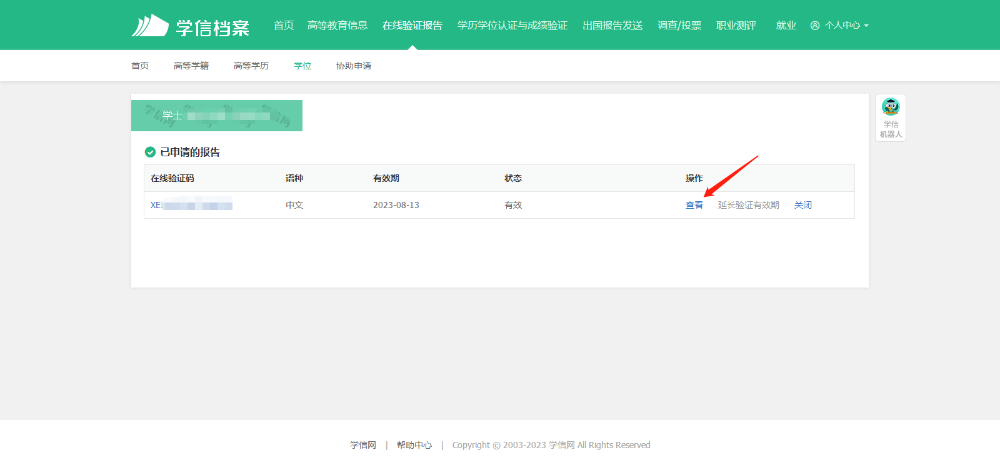 学信档案 首页 高等教育信息 在线验证报告 学历学位认证与成绩验证 出国报告发送 调查/投票 职业测评 就业 个人中心
首页 高等学籍 高等学历 学位 协助申请
学士
学信网
学信
机器人
已申请的报告
在线验证码 语种 有效期 状态 操作
XE 中文 2023-08-13 有效 查看 延长验证有效期 关闭
学信网 | 帮助中心 | Copyright © 2003-2023 学信网 All Rights Reserved